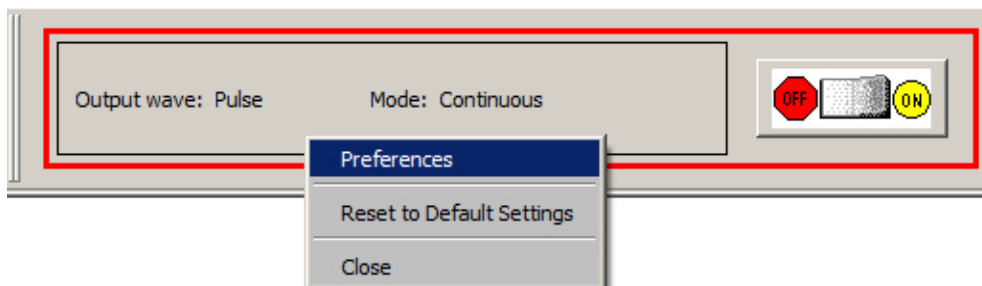 Output wave: Pulse Mode: Continuous
OFF ON
Preferences
Reset to Default Settings
Close